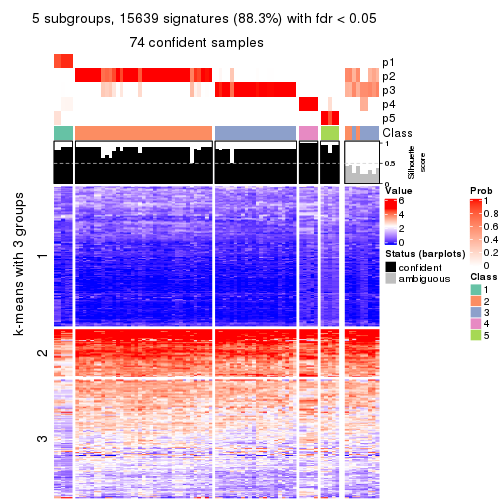 5 subgroups, 15639 signatures (88.3%) with fdr < 0.05
74 confident samples
p1
p2
p3
p4
p5
Class
1
0.5
0
Silhouette
score
k-means with 3 groups
1
2
3
Value
6
4
2
0
Status (barplots)
confident
ambiguous
Prob
1
0.8
0.6
0.4
0.2
0
Class
1
2
3
4
5